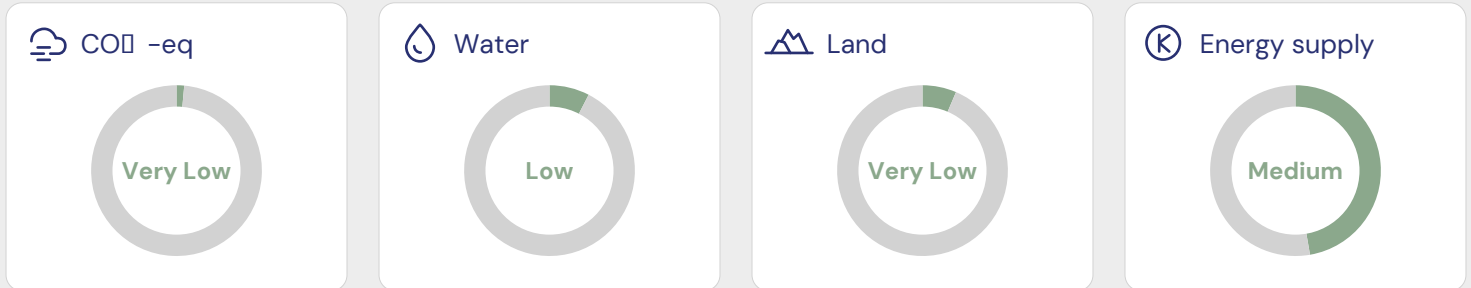 CO▯ -eq
Very Low
Water
Low
Land
Very Low
Energy supply
Medium